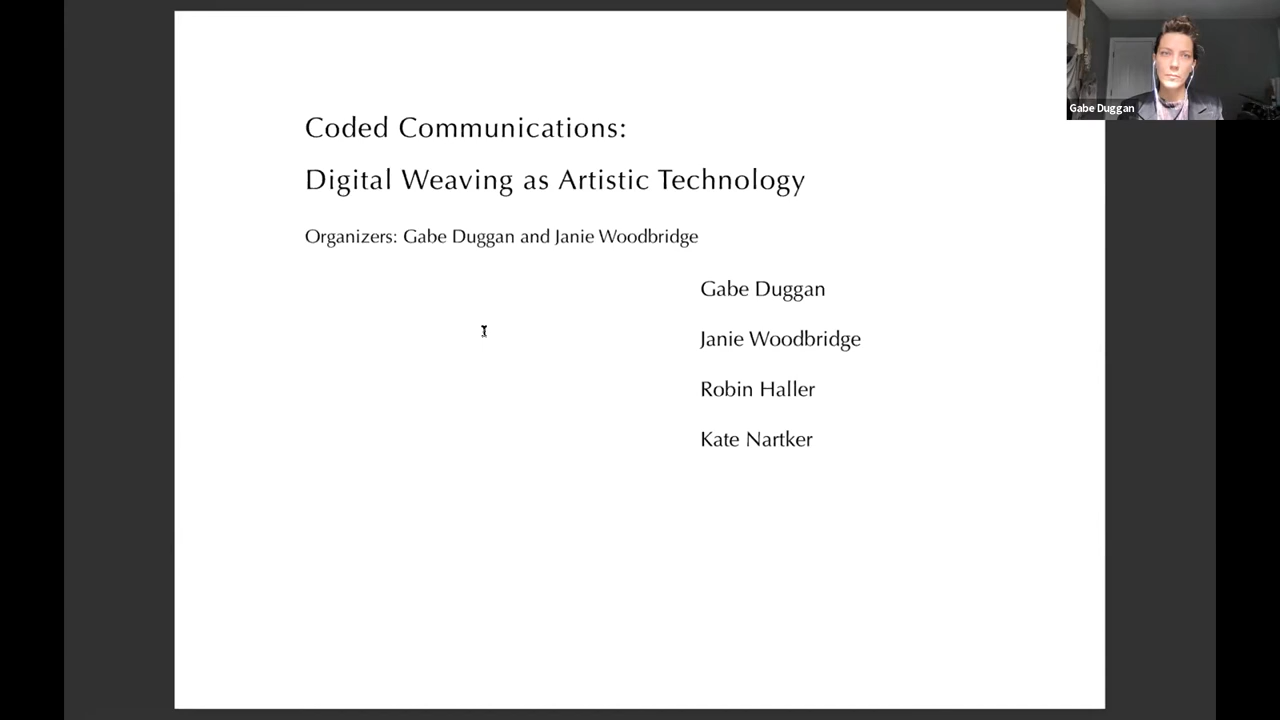 Coded Communications:
Digital Weaving as Artistic Technology
Organizers: Gabe Duggan and Janie Woodbridge
Gabe Duggan
Janie Woodbridge
Robin Haller
Kate Nartker
Gabe Duggan